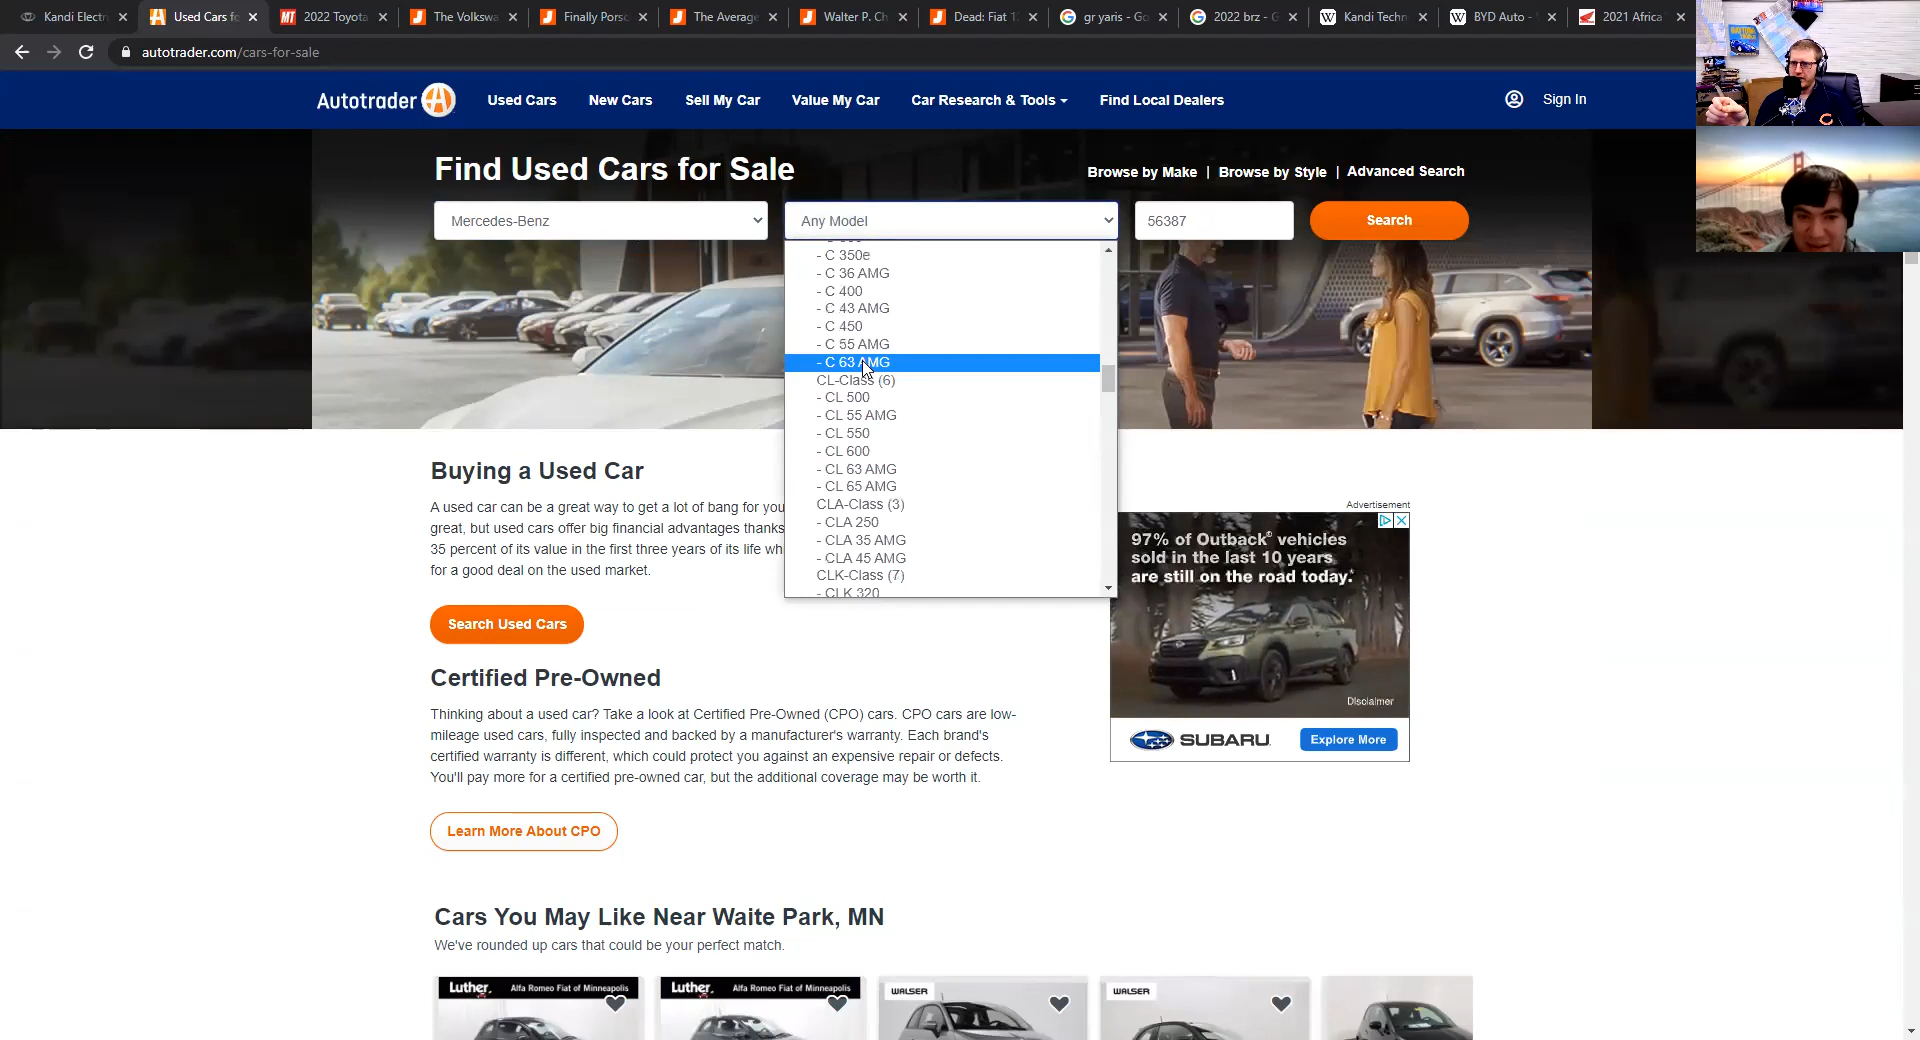 Kandi Electri
Used Cars fo
2022 Toyota
The Volkswa
Finally Porsc
The Average
Walter P. Ch
Dead: Fiat 12
gr yaris - Go
2022 brz - G
Kandi Techn
BYD Auto -
2021 Africa
autotrader.com/cars-for-sale
Autotrader
Used Cars
New Cars
Sell My Car
Value My Car
Car Research & Tools
Find Local Dealers
Sign In
Find Used Cars for Sale
Browse by Make | Browse by Style | Advanced Search
Mercedes-Benz
Any Model
56387
Search
- C 350e
- C 36 AMG
- C 400
- C 43 AMG
- C 450
- C 55 AMG
- C 63 AMG
CL-Class (6)
- CL 500
- CL 55 AMG
- CL 550
- CL 600
- CL 63 AMG
- CL 65 AMG
CLA-Class (3)
- CLA 250
- CLA 35 AMG
- CLA 45 AMG
CLK-Class (7)
- CLK 320
Buying a Used Car
A used car can be a great way to get a lot of bang for you
great, but used cars offer big financial advantages thanks
35 percent of its value in the first three years of its life wh
for a good deal on the used market.
Search Used Cars
Certified Pre-Owned
Thinking about a used car? Take a look at Certified Pre-Owned (CPO) cars. CPO cars are low-
mileage used cars, fully inspected and backed by a manufacturer's warranty. Each brand's
certified warranty is different, which could protect you against an expensive repair or defects.
You'll pay more for a certified pre-owned car, but the additional coverage may be worth it.
Learn More About CPO
Advertisement
97% of Outback® vehicles
sold in the last 10 years
are still on the road today.*
Disclaimer
SUBARU
Explore More
Cars You May Like Near Waite Park, MN
We've rounded up cars that could be your perfect match.
Luther Alfa Romeo Fiat of Minneapolis
Luther Alfa Romeo Fiat of Minneapolis
WALSER
WALSER